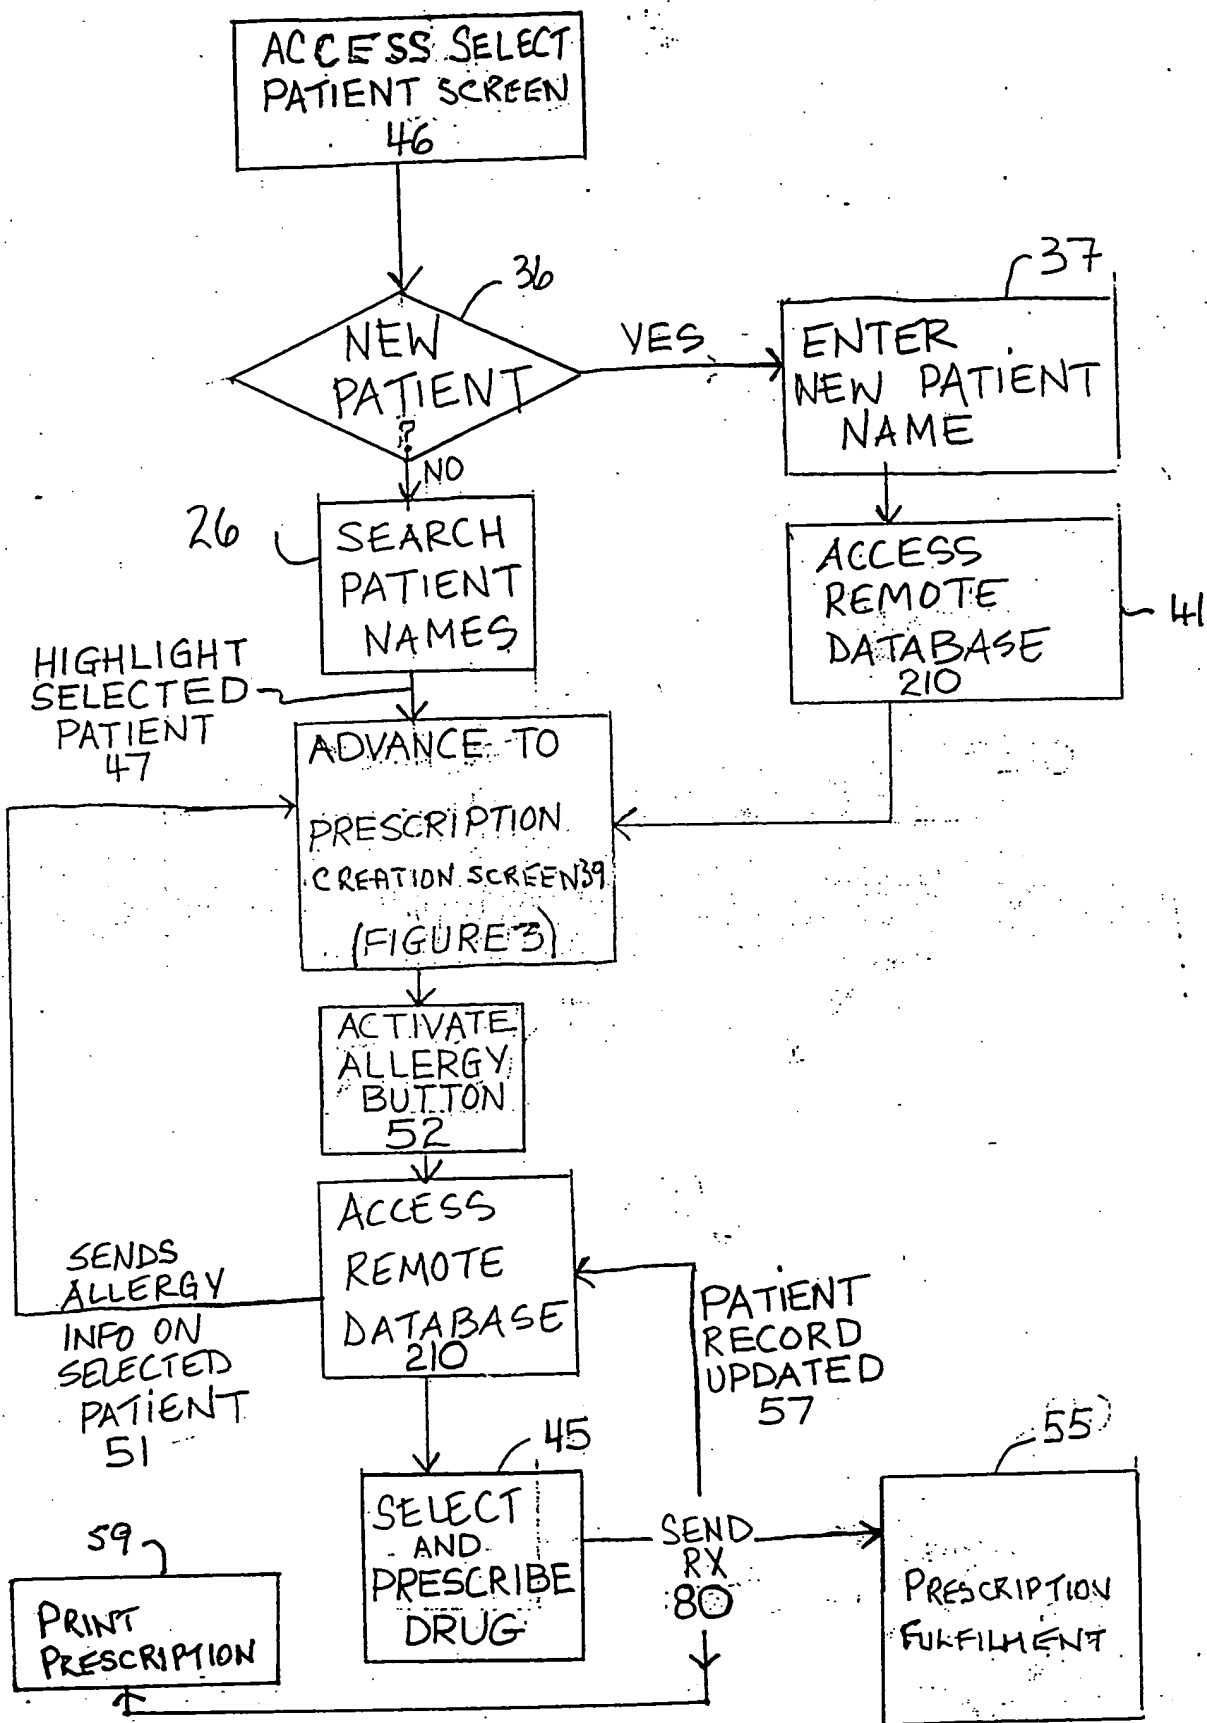 ACCESS SELECT
PATIENT SCREEN
46
36
NEW
PATIENT
?
YES
NO
37
ENTER
NEW PATIENT
NAME
26
SEARCH
PATIENT
NAMES
ACCESS
REMOTE
DATABASE
210
41
HIGHLIGHT
SELECTED
PATIENT
47
ADVANCE TO
PRESCRIPTION
CREATION SCREEN 39
(FIGURE 3)
ACTIVATE
ALLERGY
BUTTON
52
ACCESS
REMOTE
DATABASE
210
SENDS
ALLERGY
INFO ON
SELECTED
PATIENT
51
PATIENT
RECORD
UPDATED
57
45
SELECT
AND
PRESCRIBE
DRUG
SEND
RX
80
55
PRESCRIPTION
FULFILMENT
59
PRINT
PRESCRIPTION